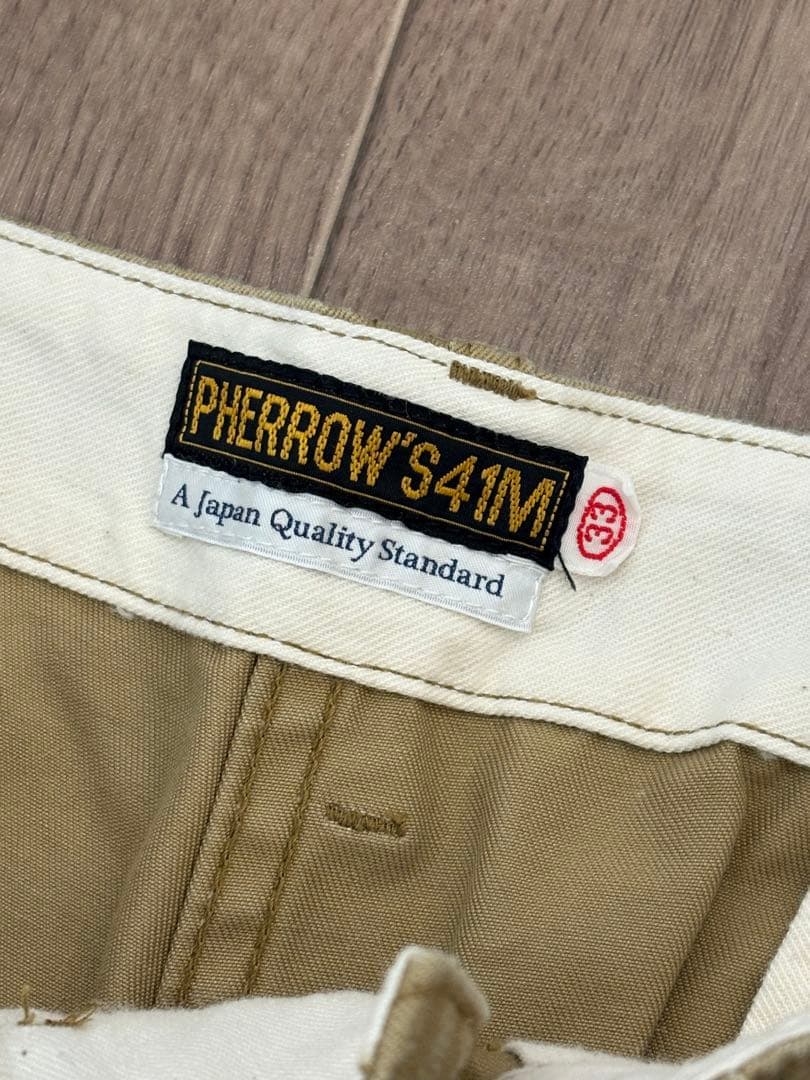 PHERROW'S41M
A Japan Quality Standard
33